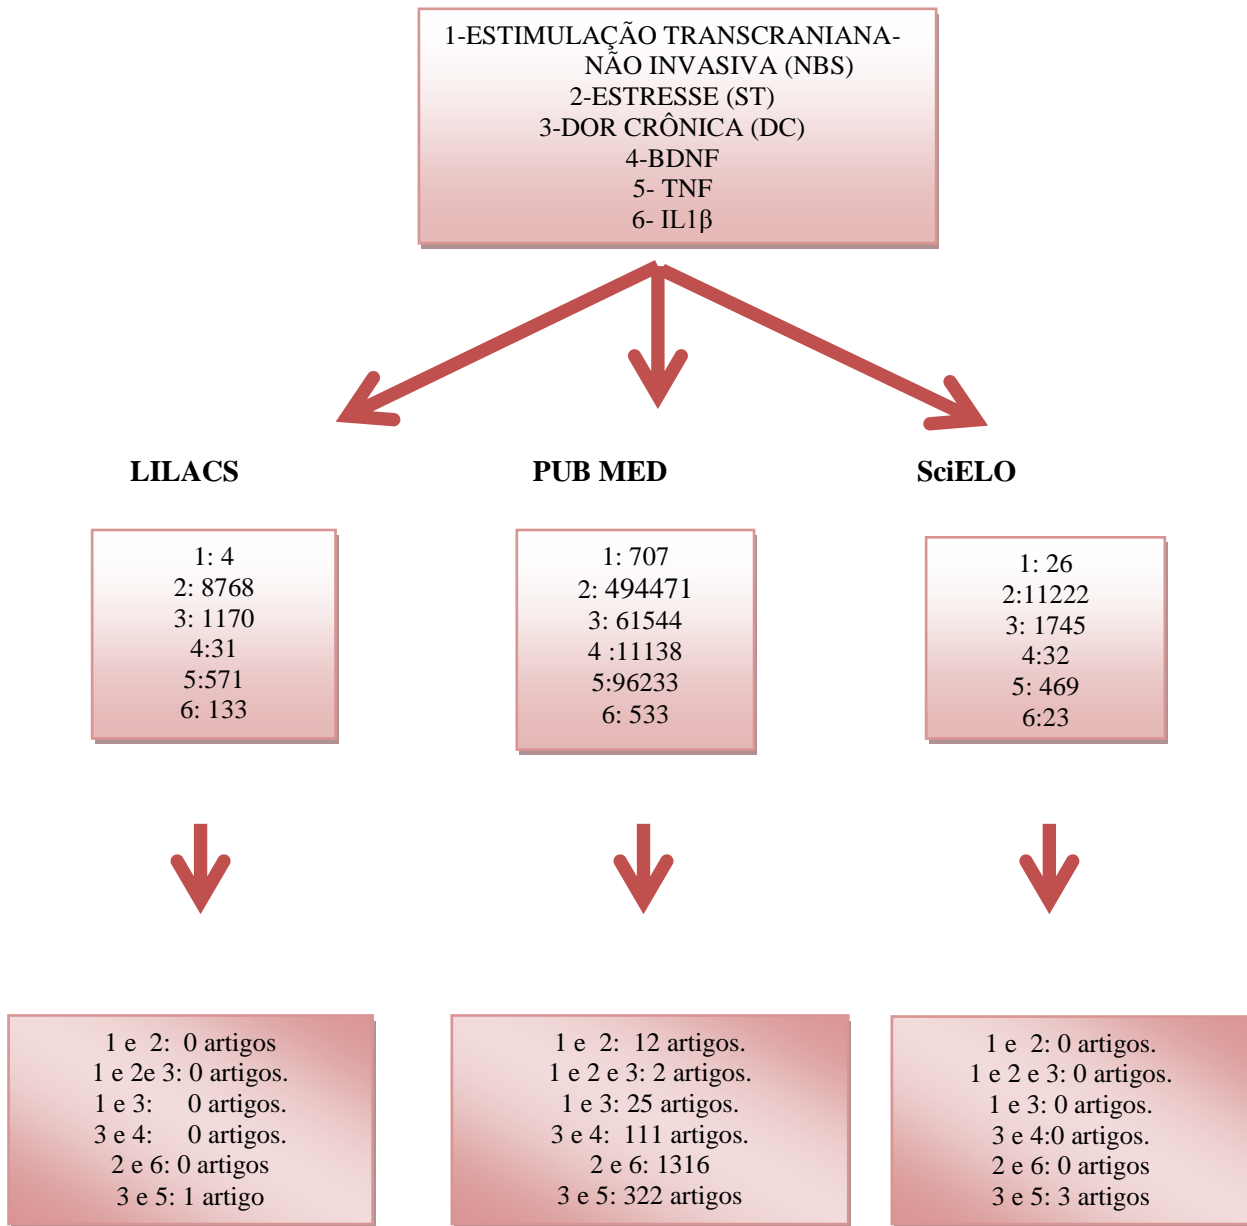 1-ESTIMULAÇÃO TRANSCRANIANA-
NÃO INVASIVA (NBS)
2-ESTRESSE (ST)
3-DOR CRÔNICA (DC)
4-BDNF
5- TNF
6- IL1β
LILACS
PUB MED
SciELO
1: 4
2: 8768
3: 1170
4:31
5:571
6: 133
1: 707
2: 494471
3: 61544
4 :11138
5:96233
6: 533
1: 26
2:11222
3: 1745
4:32
5: 469
6:23
1 e 2: 0 artigos
1 e 2e 3: 0 artigos.
1 e 3: 0 artigos.
3 e 4: 0 artigos.
2 e 6: 0 artigos
3 e 5: 1 artigo
1 e 2: 12 artigos.
1 e 2 e 3: 2 artigos.
1 e 3: 25 artigos.
3 e 4: 111 artigos.
2 e 6: 1316
3 e 5: 322 artigos
1 e 2: 0 artigos.
1 e 2 e 3: 0 artigos.
1 e 3: 0 artigos.
3 e 4:0 artigos.
2 e 6: 0 artigos
3 e 5: 3 artigos